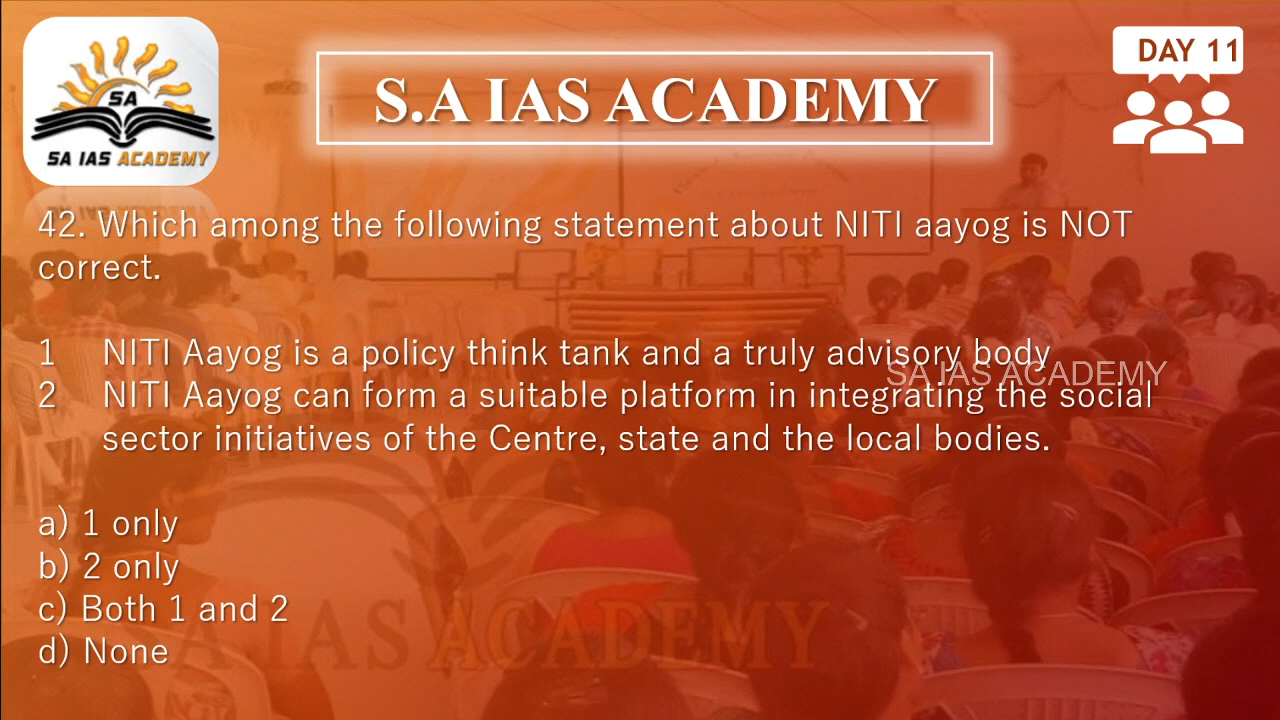 SA
SA IAS ACADEMY
S.A IAS ACADEMY
DAY 11
42. Which among the following statement about NITI aayog is NOT
correct.
1 NITI Aayog is a policy think tank and a truly advisory body
SA IAS ACADEMY
2 NITI Aayog can form a suitable platform in integrating the social
sector initiatives of the Centre, state and the local bodies.
a) 1 only
b) 2 only
c) Both 1 and 2
d) None
SA IAS ACADEMY